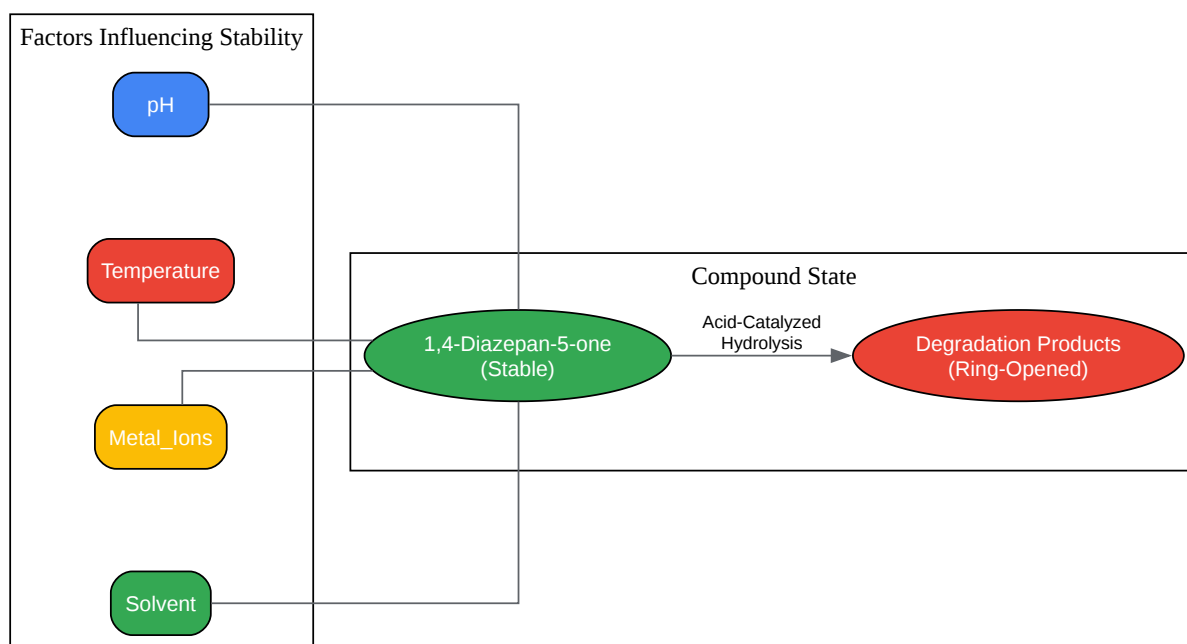 Factors Influencing Stability
pH
Temperature
Metal_Ions
Solvent
Compound State
1,4-Diazepan-5-one
(Stable)
Acid-Catalyzed
Hydrolysis
Degradation Products
(Ring-Opened)